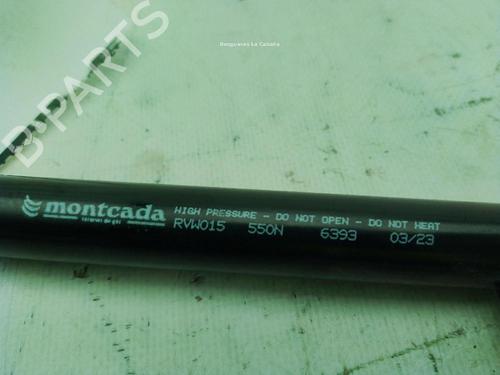 Desguaces La Cabaña
B-PARTS
montcada
HIGH PRESSURE - DO NOT OPEN - DO NOT HEAT
RVW015 550N 6393 03/23